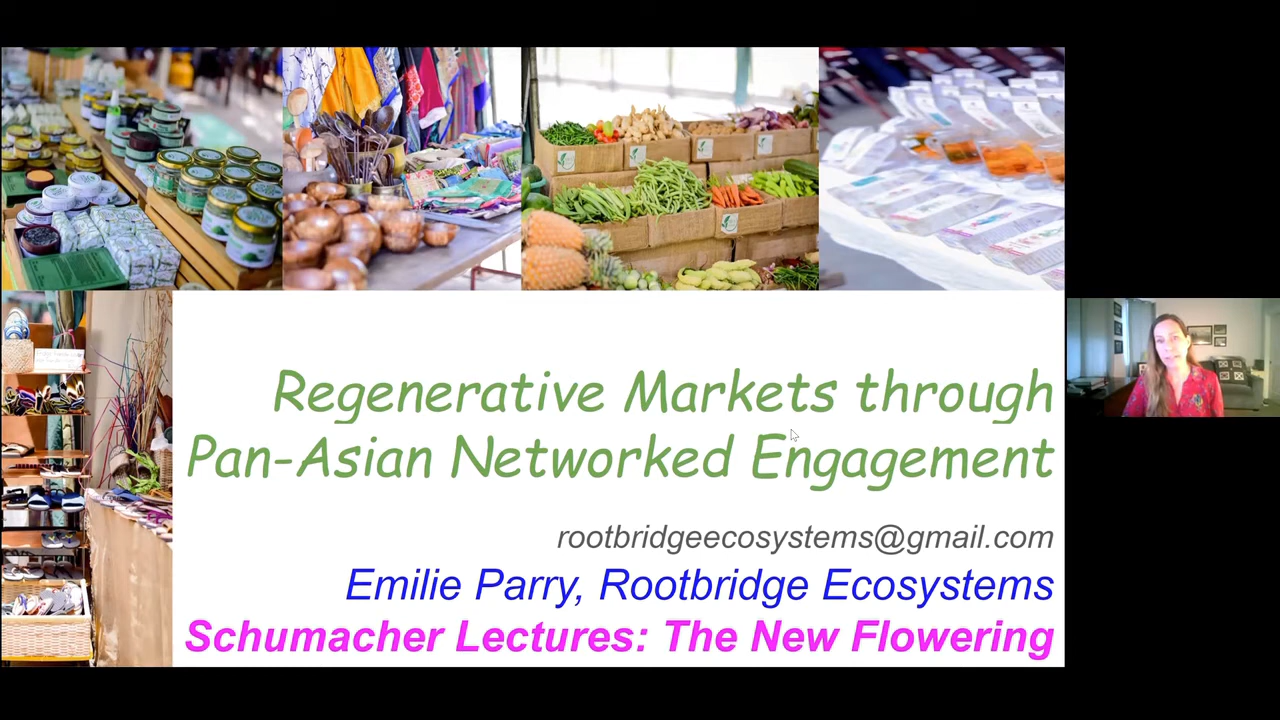 Regenerative Markets through
Pan-Asian Networked Engagement
rootbridgeecosystems@gmail.com
Emilie Parry, Rootbridge Ecosystems
Schumacher Lectures: The New Flowering